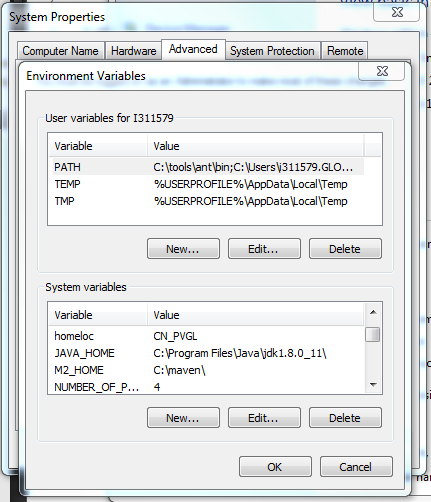 System Properties
Computer Name Hardware Advanced System Protection Remote
Environment Variables
User variables for I311579
Variable Value
PATH C:\tools\ant\bin;C:\Users\i311579.GLO...
TEMP %USERPROFILE%\AppData\Local\Temp
TMP %USERPROFILE%\AppData\Local\Temp
New... Edit... Delete
System variables
Variable Value
homeloc CN_PVGL
JAVA_HOME C:\Program Files\Java\jdk1.8.0_11\
M2_HOME C:\maven\
NUMBER_OF_P... 4
New... Edit... Delete
OK Cancel